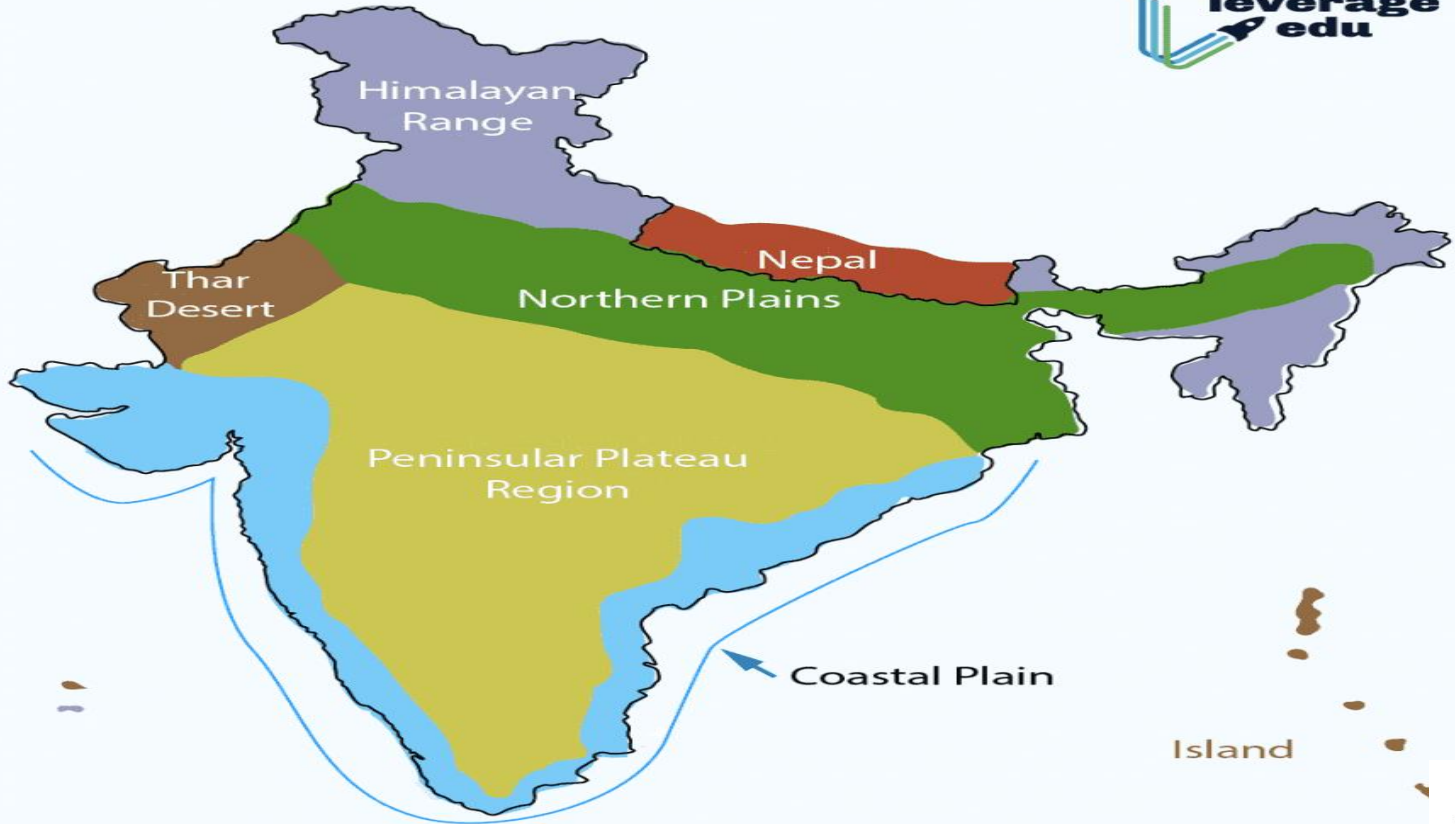 leverage
edu
Himalayan
Range
Nepal
Thar
Desert
Northern Plains
Peninsular Plateau
Region
Coastal Plain
Island